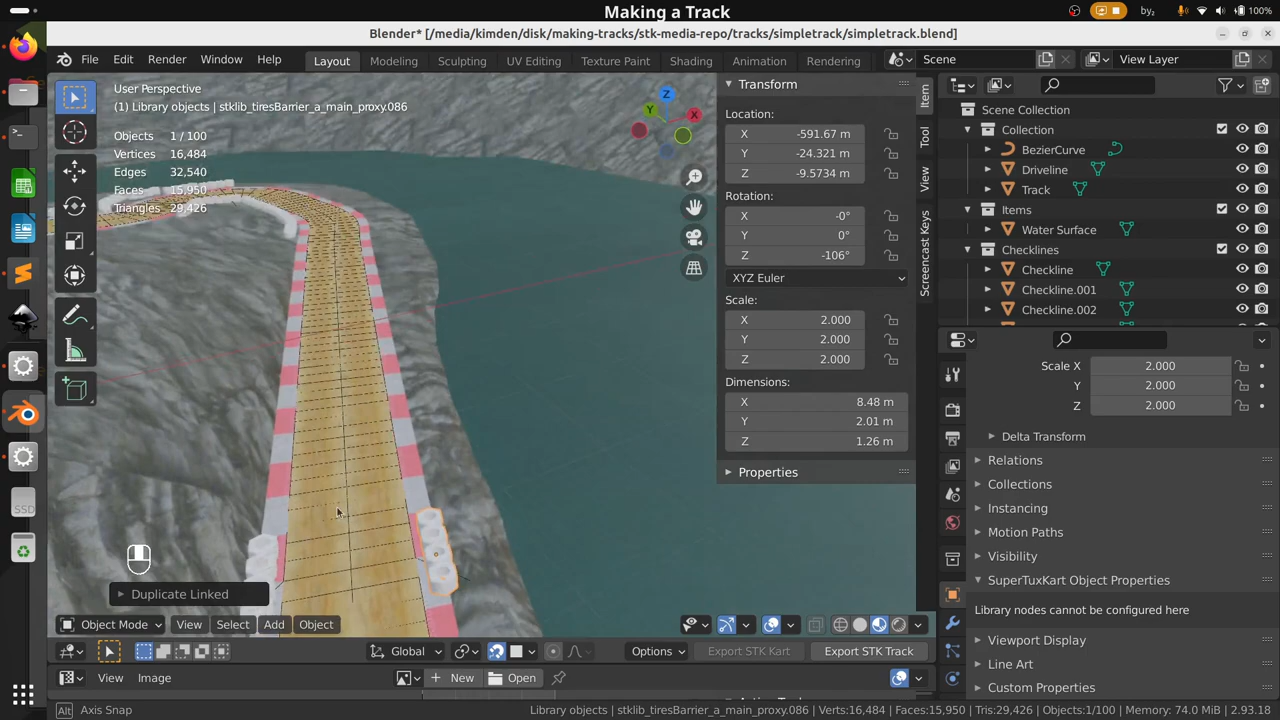 Making a Track
by₂
100%
Blender* [/media/kimden/disk/making-tracks/stk-media-repo/tracks/simpletrack/simpletrack.blend]
File Edit Render Window Help Layout Modeling Sculpting UV Editing Texture Paint Shading Animation Rendering Scene View Layer
User Perspective
(1) Library objects | stklib_tiresBarrier_a_main_proxy.086
Objects 1 / 100
Vertices 16,484
Edges 32,540
Faces 15,950
Triangles 29,426
Z
Y
X
Transform
Location:
X -591.67 m
Y -24.321 m
Z -9.5734 m
Rotation:
X -0°
Y 0°
Z -106°
XYZ Euler
Scale:
X 2.000
Y 2.000
Z 2.000
Dimensions:
X 8.48 m
Y 2.01 m
Z 1.26 m
Properties
Item
Tool
View
Screencast Keys
Scene Collection
Collection
BezierCurve
Driveline
Track
Items
Water Surface
Checklines
Checkline
Checkline.001
Checkline.002
Scale X 2.000
Y 2.000
Z 2.000
Delta Transform
Relations
Collections
Instancing
Motion Paths
Visibility
SuperTuxKart Object Properties
Library nodes cannot be configured here
Viewport Display
Line Art
Custom Properties
SSD
Duplicate Linked
Object Mode View Select Add Object
Global Options Export STK Kart Export STK Track
View Image New Open
Alt Axis Snap
Library objects | stklib_tiresBarrier_a_main_proxy.086 | Verts:16,484 | Faces:15,950 | Tris:29,426 | Objects:1/100 | Memory: 74.0 MiB | 2.93.18